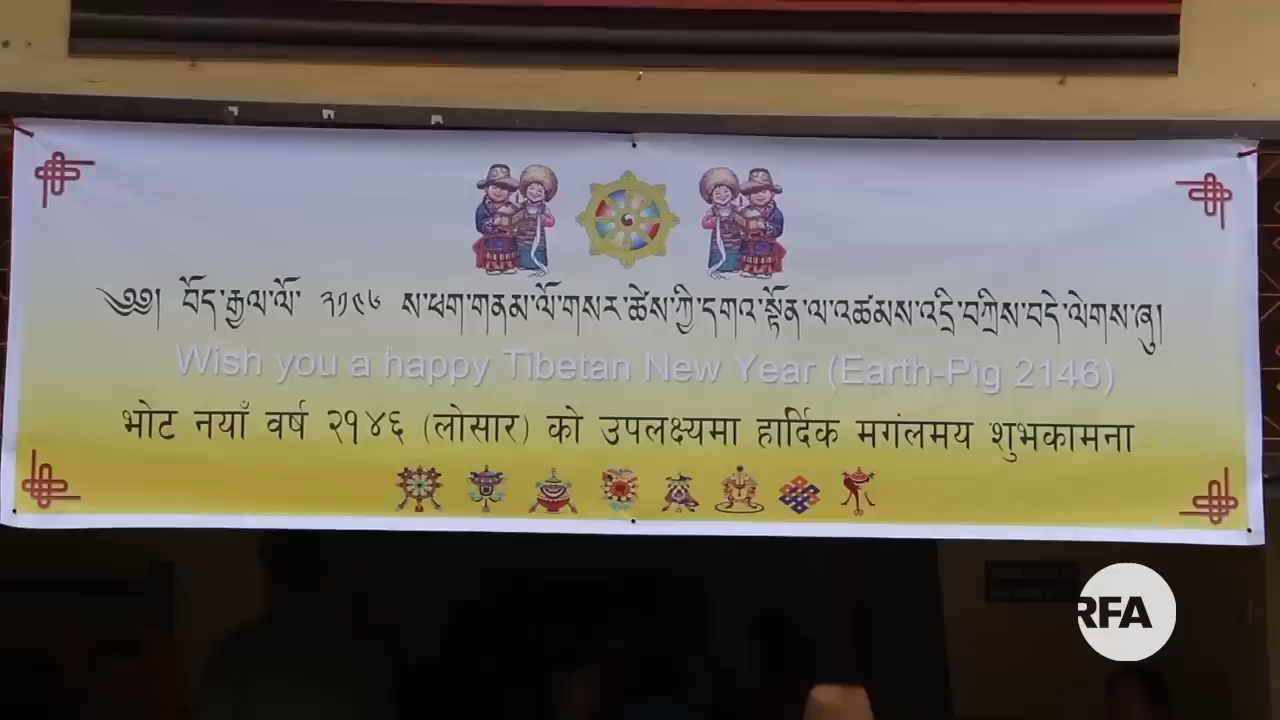 ༄༅། བོད་རྒྱལ་ལོ་ ༢༡༤༦ ས་ཕག་གནམ་ལོ་གསར་ཚེས་ཀྱི་དགའ་སྟོན་ལ་འཚམས་འདྲི་བཀྲིས་བདེ་ལེགས་ཞུ།
Wish you a happy Tibetan New Year (Earth-Pig 2146)
भोट नयाँ वर्ष २१४६ (लोसार) को उपलक्ष्यमा हार्दिक मगंलमय शुभकामना
RFA